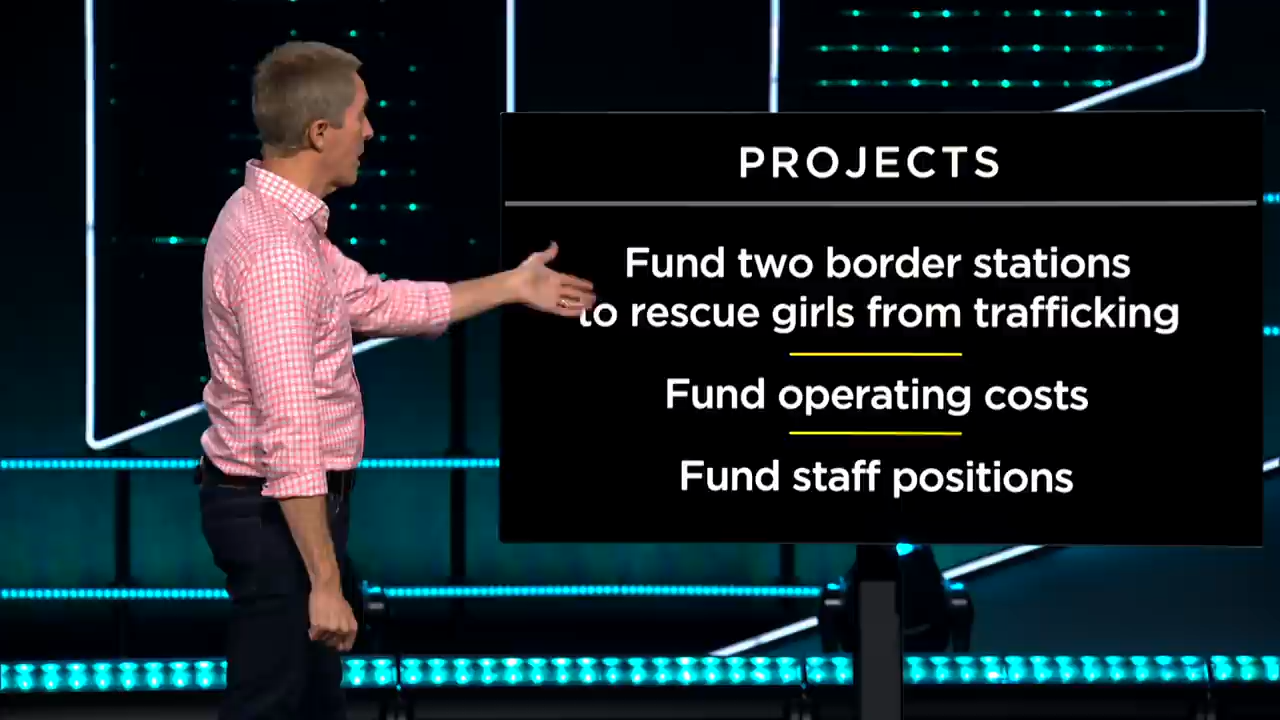 PROJECTS
Fund two border stations
to rescue girls from trafficking
Fund operating costs
Fund staff positions